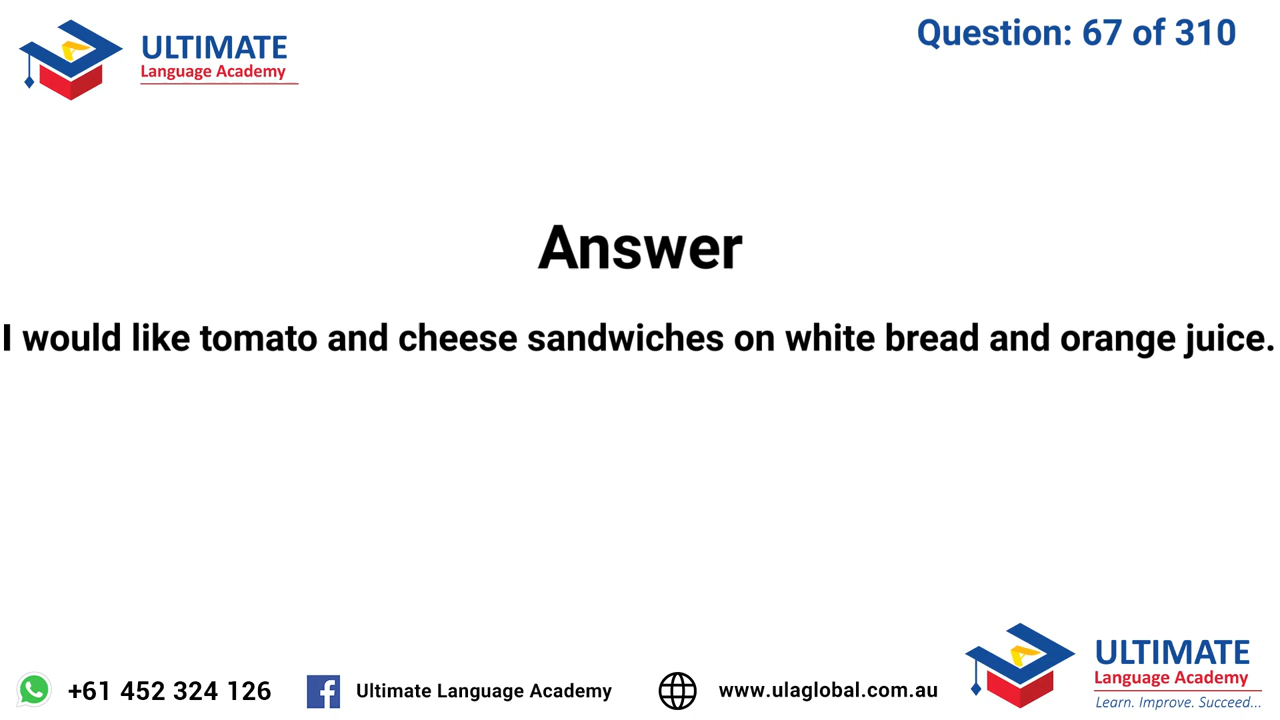 ULTIMATE
Language Academy
Question: 67 of 310
Answer
I would like tomato and cheese sandwiches on white bread and orange juice.
+61 452 324 126
Ultimate Language Academy
www.ulaglobal.com.au
ULTIMATE
Language Academy
Learn. Improve. Succeed...